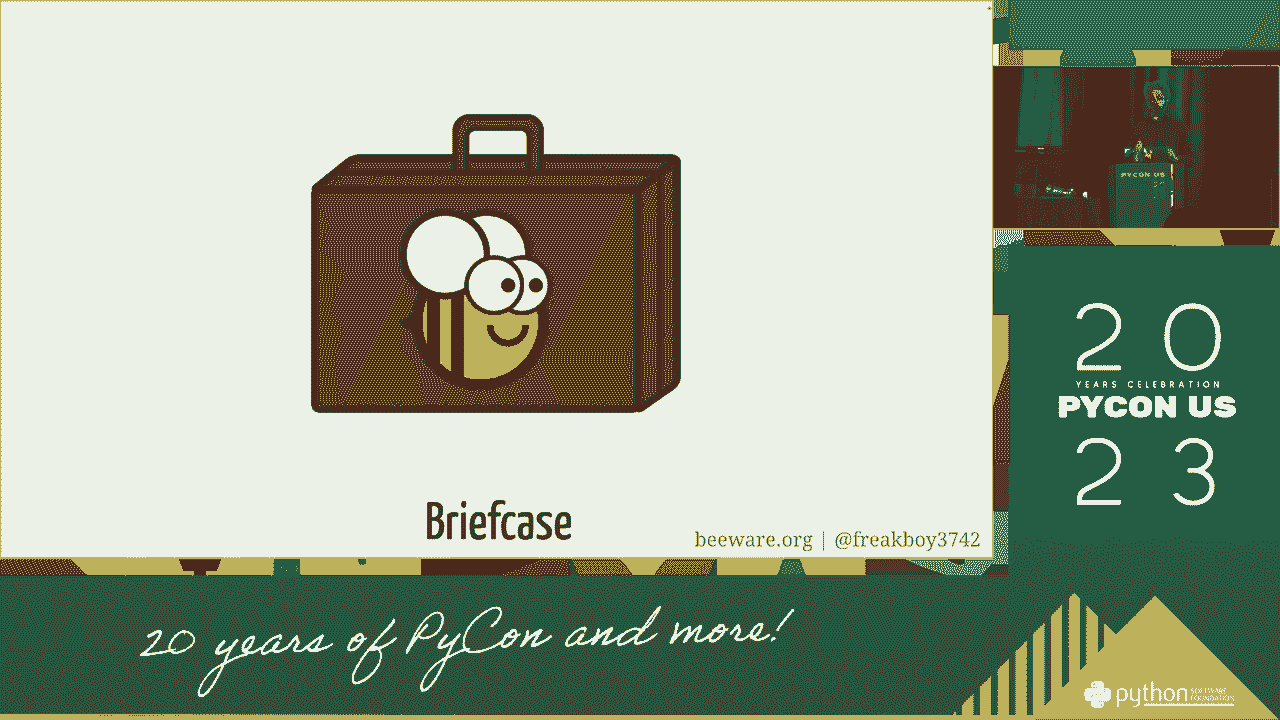 Briefcase
beeware.org | @freakboy3742
PYCON US
20
YEARS CELEBRATION
PYCON US
23
20 years of PyCon and more!
python SOFTWARE
FOUNDATION